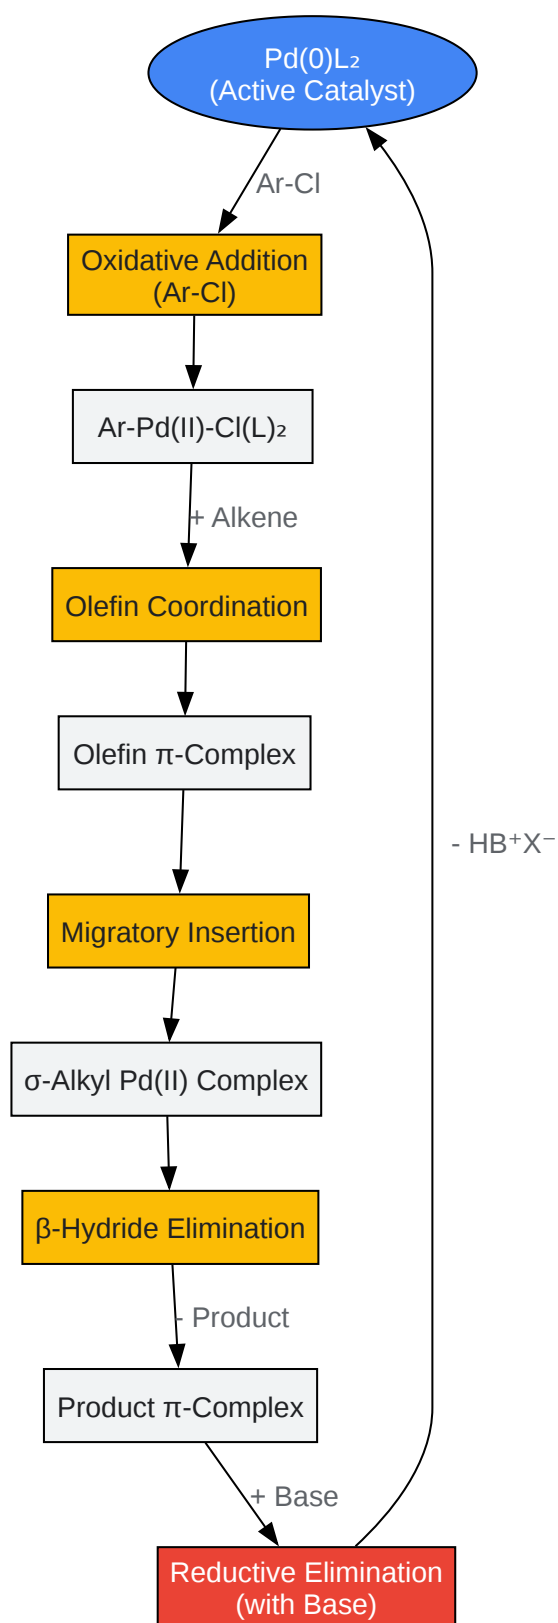 Pd(0)L₂
(Active Catalyst)
Ar-Cl
Oxidative Addition
(Ar-Cl)
Ar-Pd(II)-Cl(L)₂
+ Alkene
Olefin Coordination
Olefin π-Complex
- HB⁺X⁻
Migratory Insertion
σ-Alkyl Pd(II) Complex
β-Hydride Elimination
- Product
Product π-Complex
+ Base
Reductive Elimination
(with Base)